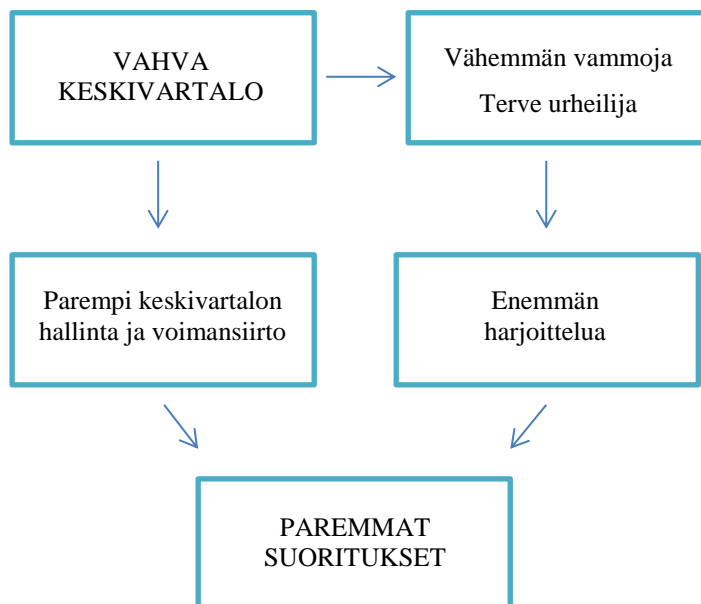 VAHVA
KESKIVARTALO
Vähemmän vammoja
Terve urheilija
Parempi keskivartalon
hallinta ja voimansiirto
Enemmän
harjoittelua
PAREMMAT
SUORITUKSET